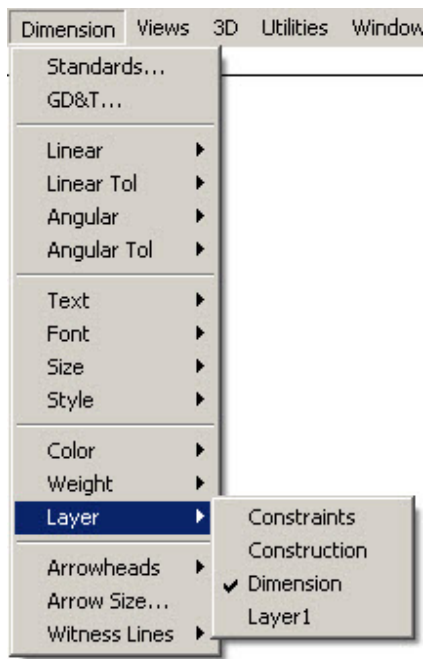 Dimension Views 3D Utilities Window
Standards...
GD&T...
Linear
Linear Tol
Angular
Angular Tol
Text
Font
Size
Style
Color
Weight
Layer
Constraints
Construction
Dimension
Layer1
Arrowheads
Arrow Size...
Witness Lines